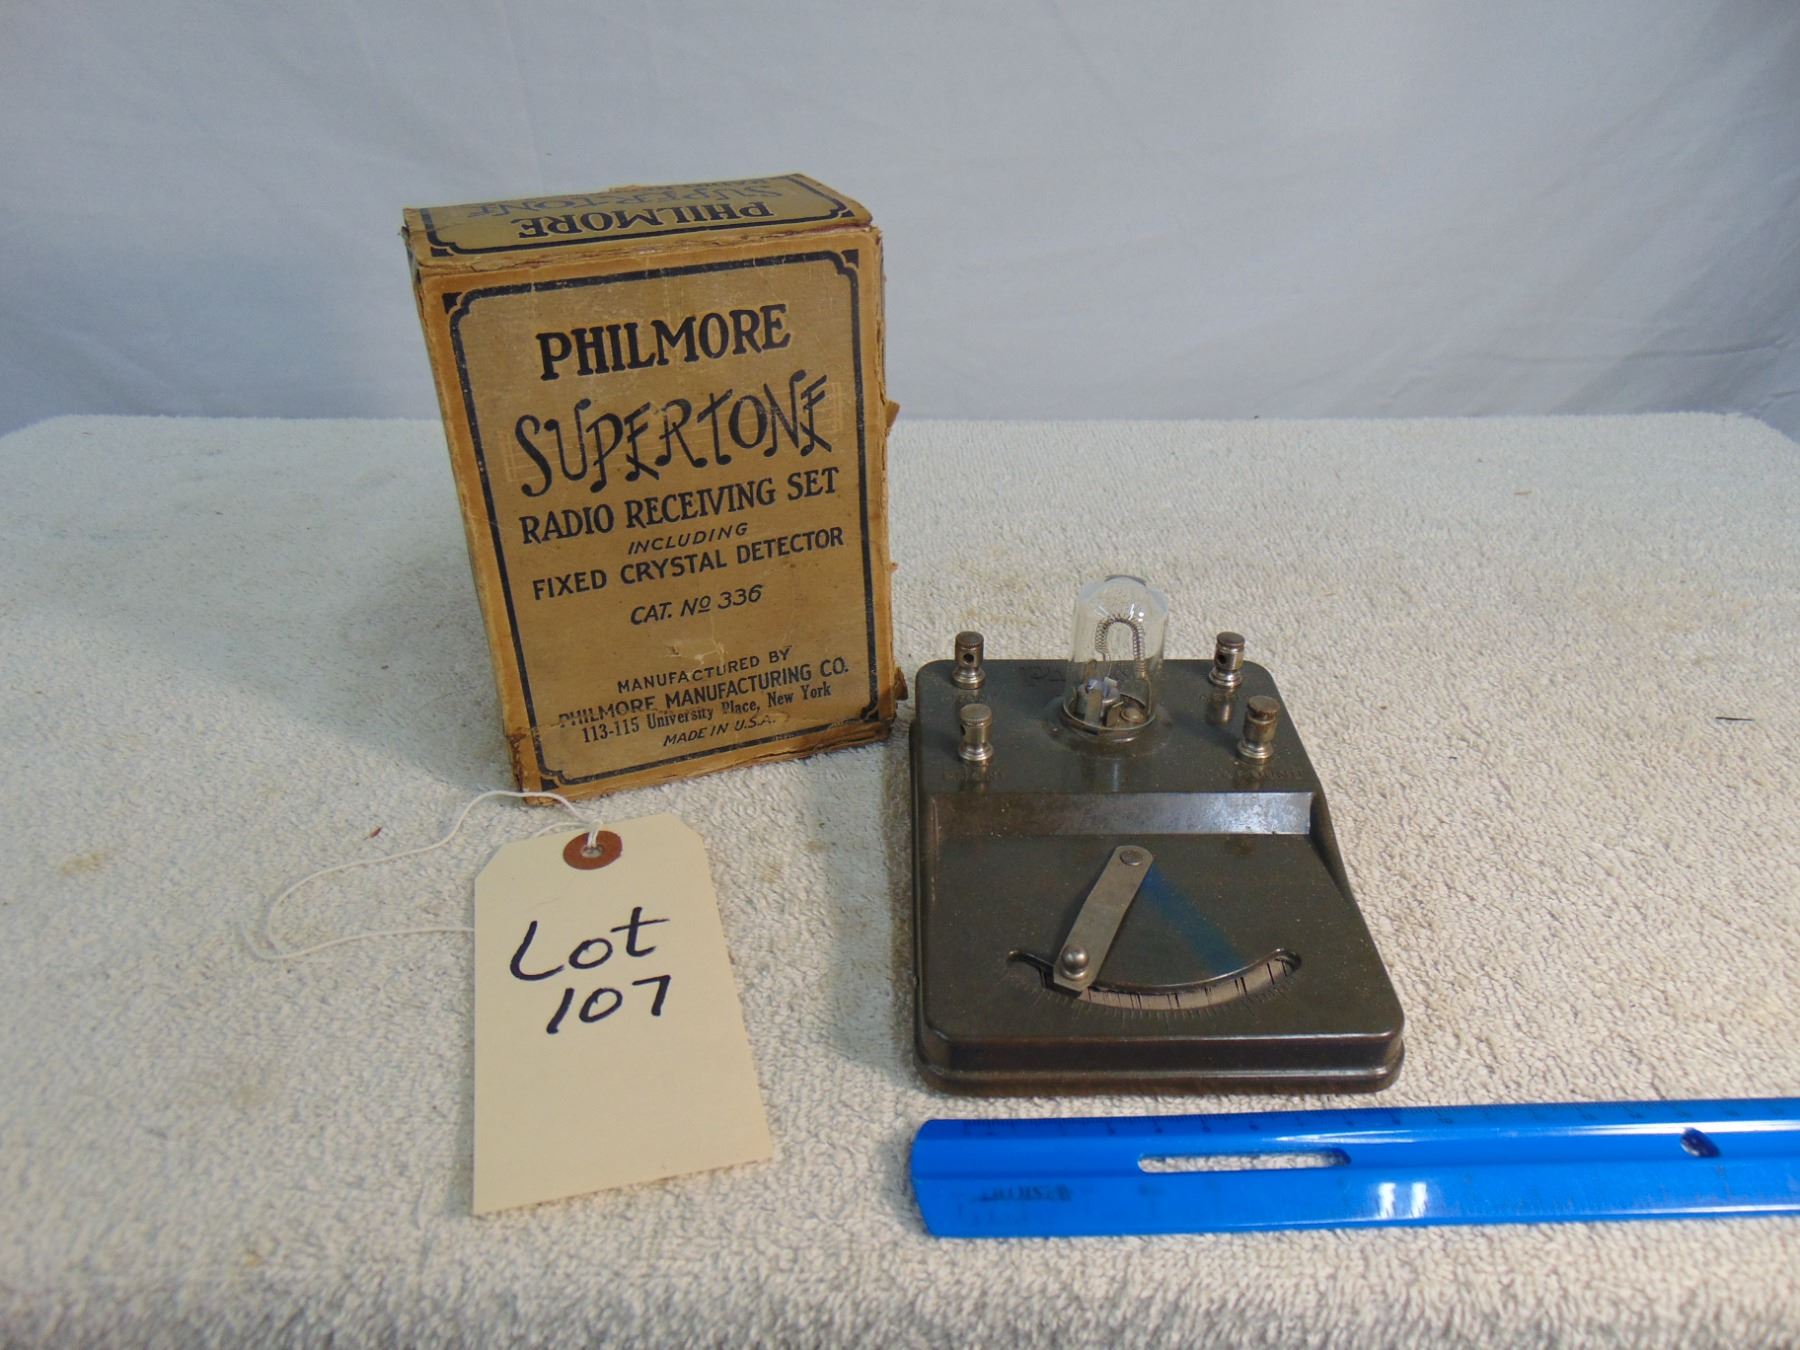 PHILMORE
SUPERTONE
PHILMORE
SUPERTONE
RADIO RECEIVING SET
INCLUDING
FIXED CRYSTAL DETECTOR
CAT. No 336
MANUFACTURED BY
PHILMORE MANUFACTURING CO.
113-115 University Place, New York
MADE IN U.S.A.
Lot
107